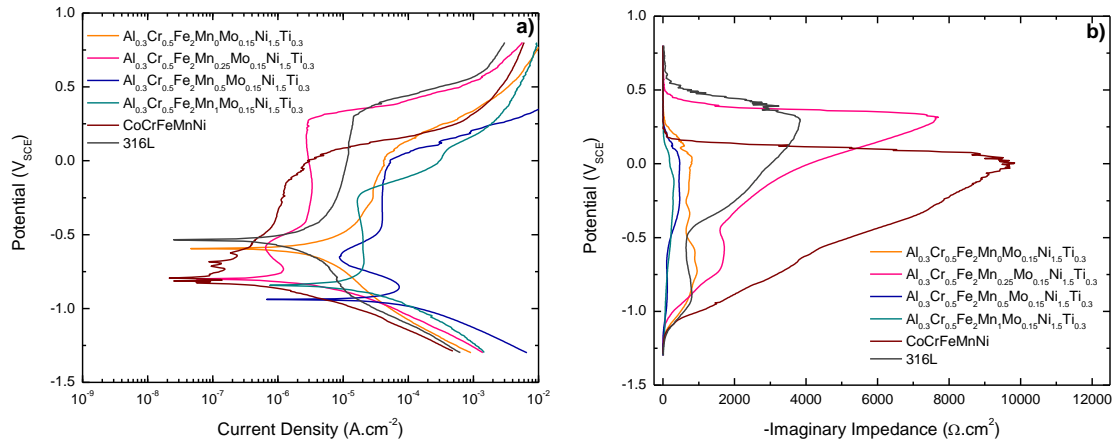 a)
Al0.3Cr0.5Fe2Mn0Mo0.15Ni1.5Ti0.3
Al0.3Cr0.5Fe2Mn0.25Mo0.15Ni1.5Ti0.3
Al0.3Cr0.5Fe2Mn0.5Mo0.15Ni1.5Ti0.3
Al0.3Cr0.5Fe2Mn1Mo0.15Ni1.5Ti0.3
CoCrFeMnNi
316L
1.0
0.5
0.0
-0.5
-1.0
-1.5
Potential (VSCE)
10-9 10-8 10-7 10-6 10-5 10-4 10-3 10-2
Current Density (A.cm-2)
b)
1.0
0.5
0.0
-0.5
-1.0
-1.5
Potential (VSCE)
Al0.3Cr0.5Fe2Mn0Mo0.15Ni1.5Ti0.3
Al0.3Cr0.5Fe2Mn0.25Mo0.15Ni1.5Ti0.3
Al0.3Cr0.5Fe2Mn0.5Mo0.15Ni1.5Ti0.3
Al0.3Cr0.5Fe2Mn1Mo0.15Ni1.5Ti0.3
CoCrFeMnNi
316L
0 2000 4000 6000 8000 10000 12000
-Imaginary Impedance (Ω.cm2)